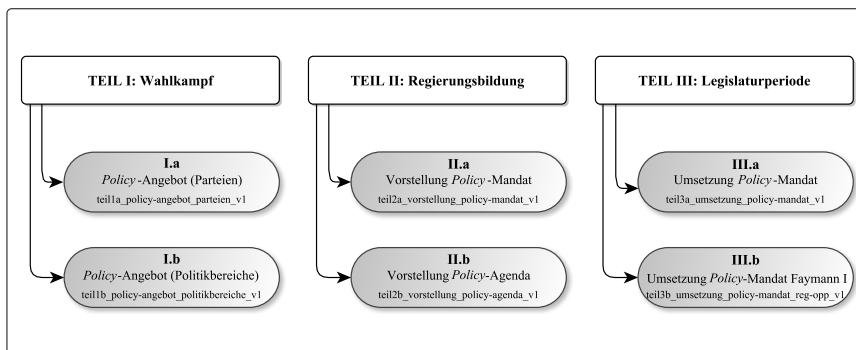 TEIL I: Wahlkampf
I.a
Policy-Angebot (Parteien)
teil1a_policy-angebot_parteien_v1
I.b
Policy-Angebot (Politikbereiche)
teil1b_policy-angebot_politikbereiche_v1
TEIL II: Regierungsbildung
II.a
Vorstellung Policy-Mandat
teil2a_vorstellung_policy-mandat_v1
II.b
Vorstellung Policy-Agenda
teil2b_vorstellung_policy-agenda_v1
TEIL III: Legislaturperiode
III.a
Umsetzung Policy-Mandat
teil3a_umsetzung_policy-mandat_v1
III.b
Umsetzung Policy-Mandat Faymann I
teil3b_umsetzung_policy-mandat_reg-opp_v1